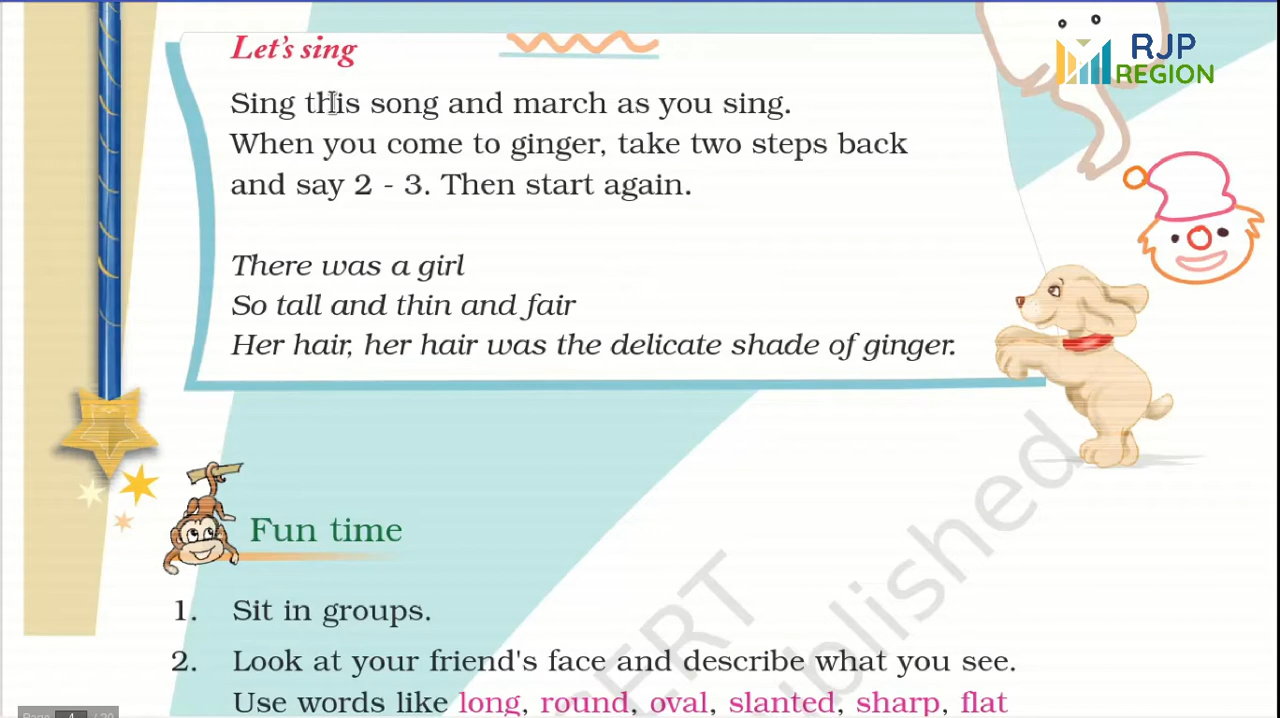 RJP
REGION
Let's sing
Sing this song and march as you sing.
When you come to ginger, take two steps back
and say 2 - 3. Then start again.
There was a girl
So tall and thin and fair
Her hair, her hair was the delicate shade of ginger.
Fun time
1. Sit in groups.
2. Look at your friend's face and describe what you see.
Use words like long, round, oval, slanted, sharp, flat